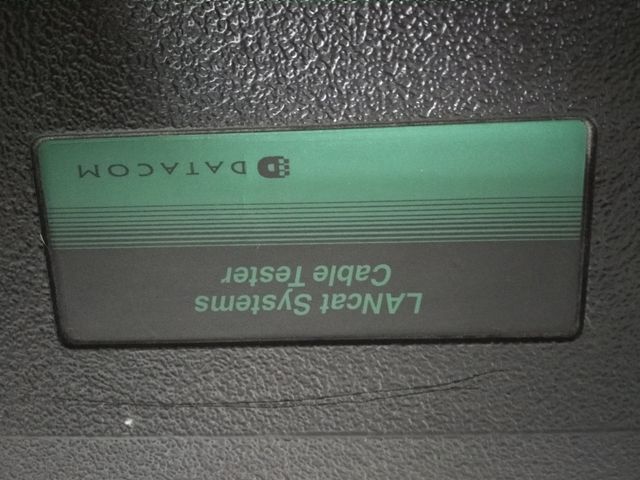 LANcat Systems
Cable Tester
DATACOM